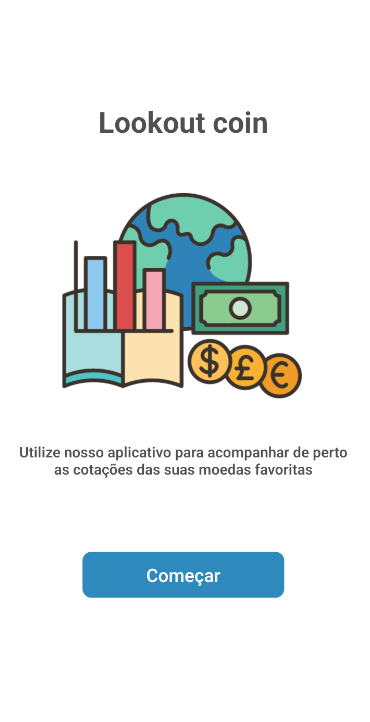 Lookout coin
$
£
€
Utilize nosso aplicativo para acompanhar de perto
as cotações das suas moedas favoritas
Começar